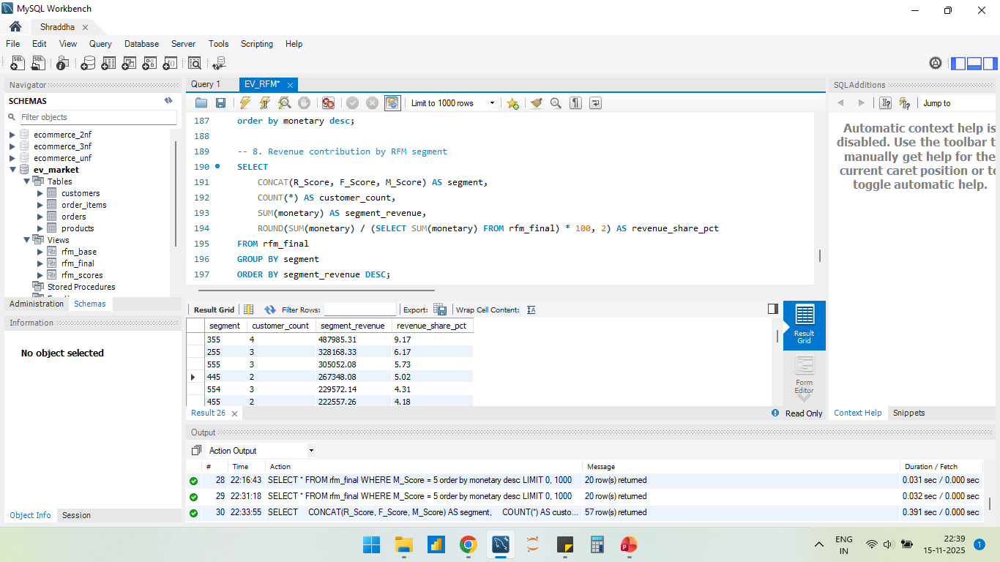 MySQL Workbench
Shraddha
File Edit View Query Database Server Tools Scripting Help
Navigator
SCHEMAS
Filter objects
ecommerce_2nf
ecommerce_3nf
ecommerce_unf
ev_market
Tables
customers
order_items
orders
products
Views
rfm_base
rfm_final
rfm_scores
Stored Procedures
Administration Schemas
Information
No object selected
Object Info Session
Query 1 EV_RFM*
Limit to 1000 rows
187 order by monetary desc;
188
189 -- 8. Revenue contribution by RFM segment
190 SELECT
191 CONCAT(R_Score, F_Score, M_Score) AS segment,
192 COUNT(*) AS customer_count,
193 SUM(monetary) AS segment_revenue,
194 ROUND(SUM(monetary) / (SELECT SUM(monetary) FROM rfm_final) * 100, 2) AS revenue_share_pct
195 FROM rfm_final
196 GROUP BY segment
197 ORDER BY segment_revenue DESC;
Result Grid Filter Rows: Export: Wrap Cell Content:
segment customer_count segment_revenue revenue_share_pct
355 4 487985.31 9.17
255 3 328168.33 6.17
555 3 305052.08 5.73
445 2 267348.08 5.02
554 3 229572.14 4.31
455 2 222557.26 4.18
Result Grid
Form Editor
Result 26
Read Only
SQLAdditions
Jump to
Automatic context help is
disabled. Use the toolbar t
manually get help for the
current caret position or to
toggle automatic help.
Context Help Snippets
Output
Action Output
# Time Action Message Duration / Fetch
28 22:16:43 SELECT * FROM rfm_final WHERE M_Score = 5 order by monetary desc LIMIT 0, 1000 20 row(s) returned 0.031 sec / 0.000 sec
29 22:31:18 SELECT * FROM rfm_final WHERE M_Score = 5 order by monetary desc LIMIT 0, 1000 20 row(s) returned 0.032 sec / 0.000 sec
30 22:33:55 SELECT CONCAT(R_Score, F_Score, M_Score) AS segment, COUNT(*) AS custo... 57 row(s) returned 0.391 sec / 0.000 sec
ENG
IN
22:39
15-11-2025
1